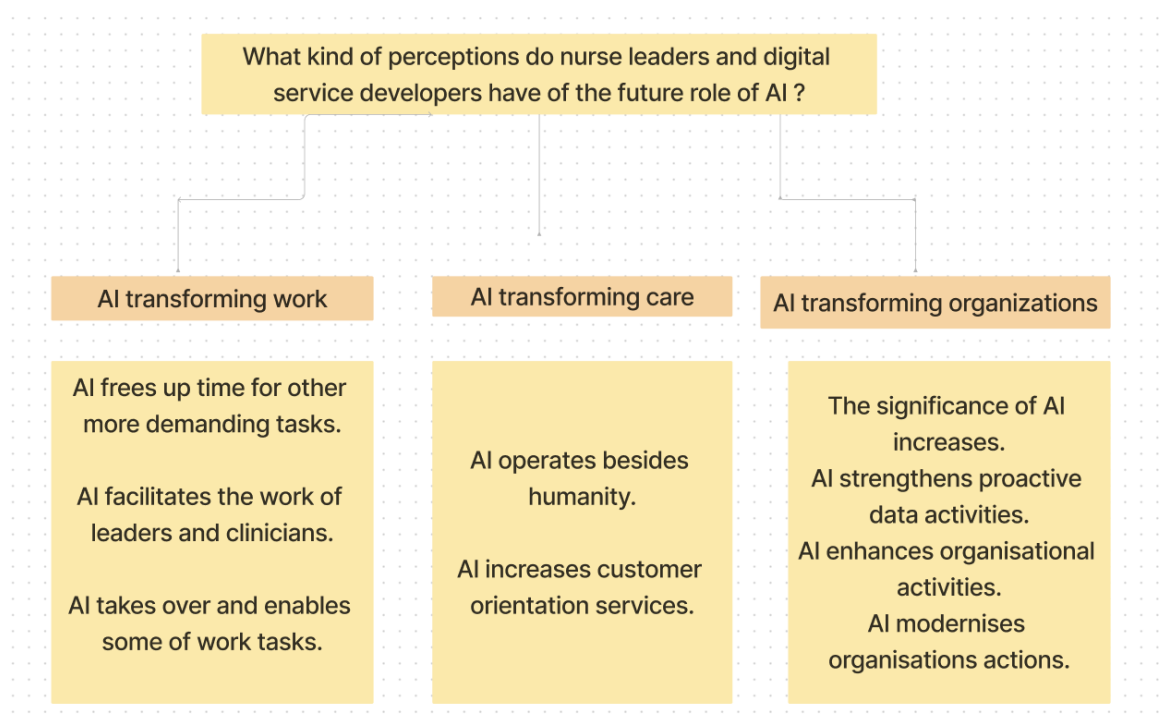 What kind of perceptions do nurse leaders and digital
service developers have of the future role of AI ?
AI transforming work
AI frees up time for other
more demanding tasks.
AI facilitates the work of
leaders and clinicians.
AI takes over and enables
some of work tasks.
AI transforming care
AI operates besides
humanity.
AI increases customer
orientation services.
AI transforming organizations
The significance of AI
increases.
AI strengthens proactive
data activities.
AI enhances organisational
activities.
AI modernises
organisations actions.